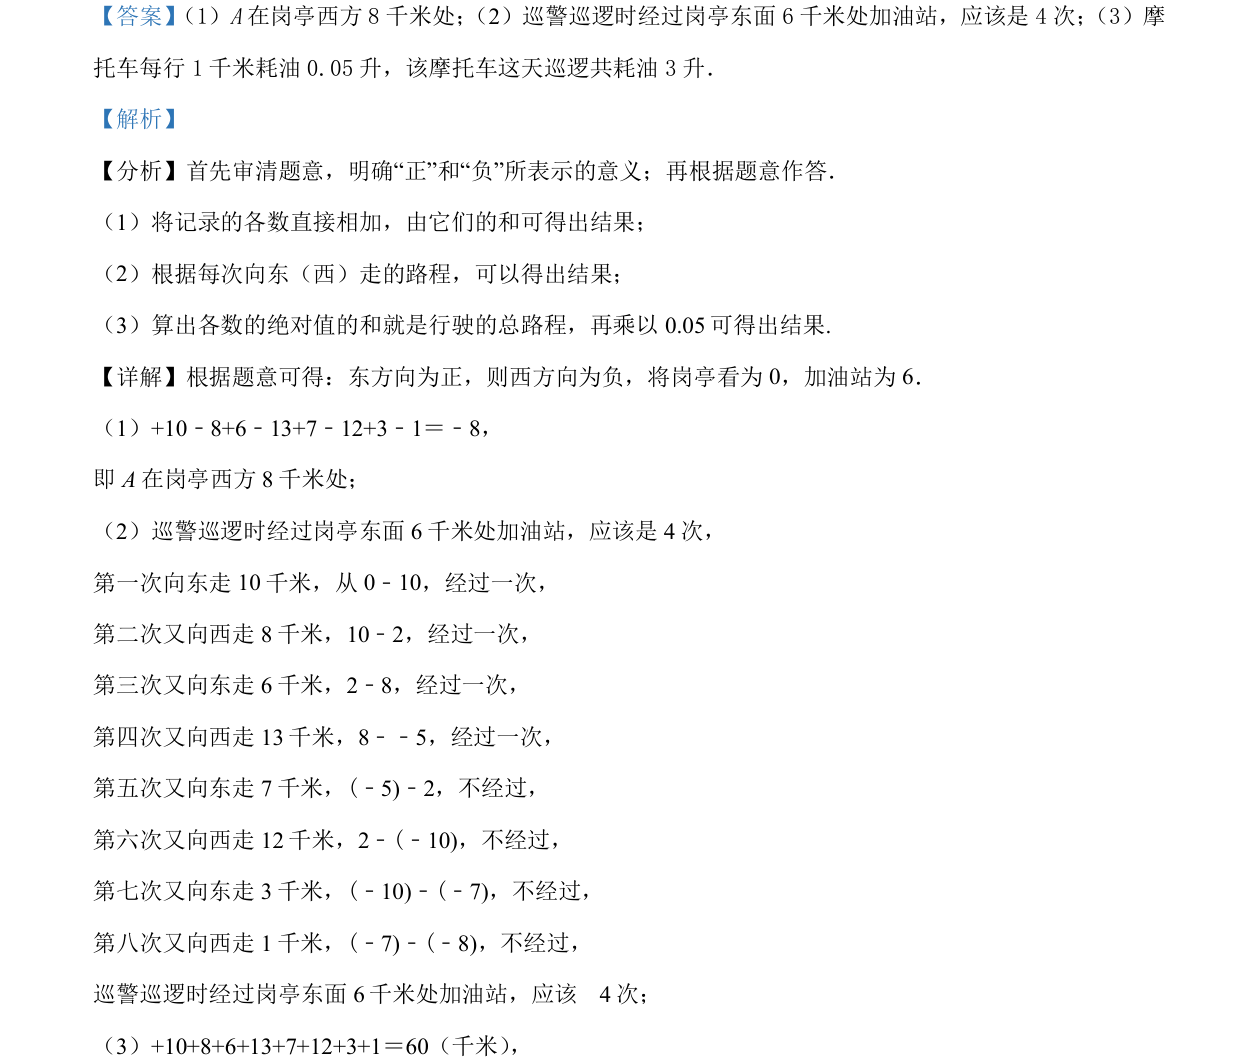 【答案】（1）A在岗亭西方8千米处；（2）巡警巡逻时经过岗亭东面6千米处加油站，应该是4次；（3）摩
托车每行1千米耗油0.05升，该摩托车这天巡逻共耗油3升．
【解析】
【分析】首先审清题意，明确“正”和“负”所表示的意义；再根据题意作答．
（1）将记录的各数直接相加，由它们的和可得出结果；
（2）根据每次向东（西）走的路程，可以得出结果；
（3）算出各数的绝对值的和就是行驶的总路程，再乘以0.05可得出结果.
【详解】根据题意可得：东方向为正，则西方向为负，将岗亭看为0，加油站为6．
（1）+10﹣8+6﹣13+7﹣12+3﹣1＝﹣8，
即A在岗亭西方8千米处；
（2）巡警巡逻时经过岗亭东面6千米处加油站，应该是4次，
第一次向东走10千米，从0﹣10，经过一次，
第二次又向西走8千米，10﹣2，经过一次，
第三次又向东走6千米，2﹣8，经过一次，
第四次又向西走13千米，8﹣﹣5，经过一次，
第五次又向东走7千米，（﹣5)﹣2，不经过，
第六次又向西走12千米，2﹣（﹣10)，不经过，
第七次又向东走3千米，（﹣10)﹣（﹣7)，不经过，
第八次又向西走1千米，（﹣7)﹣（﹣8)，不经过，
巡警巡逻时经过岗亭东面6千米处加油站，应该 4次；
（3）+10+8+6+13+7+12+3+1＝60（千米），